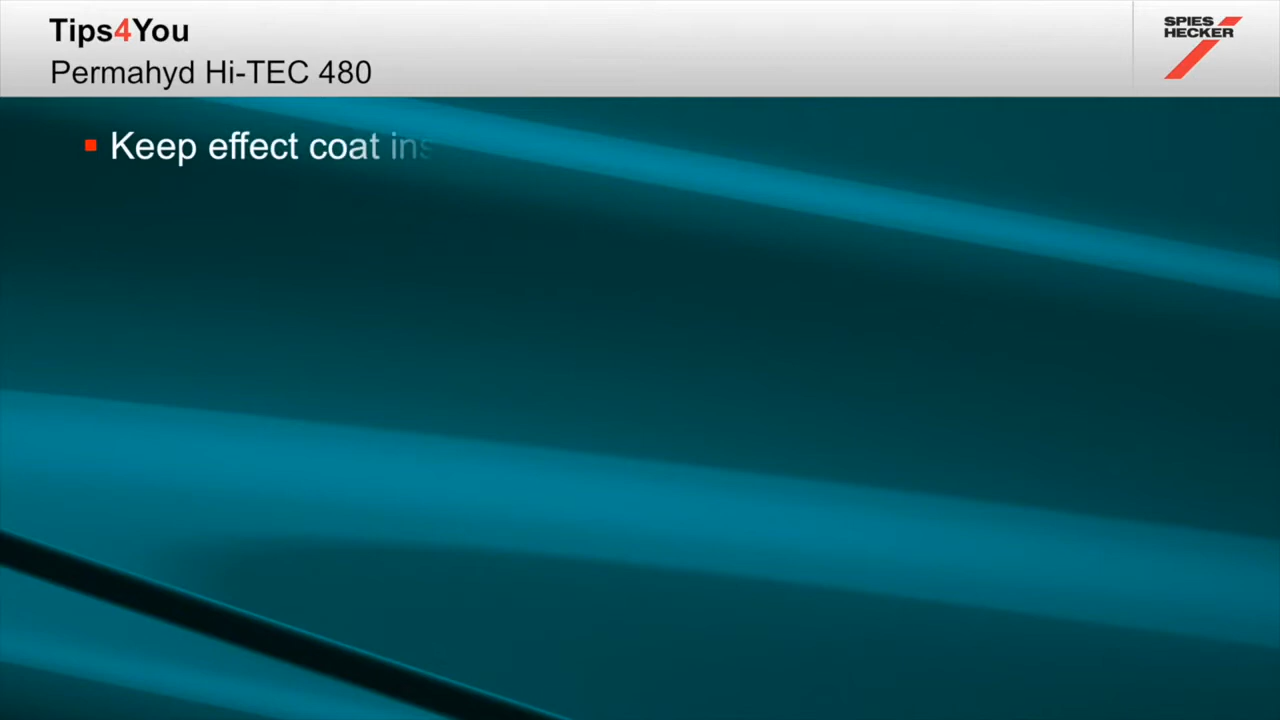 Tips4You
Permahyd Hi-TEC 480
SPIES
HECKER
Keep effect coat